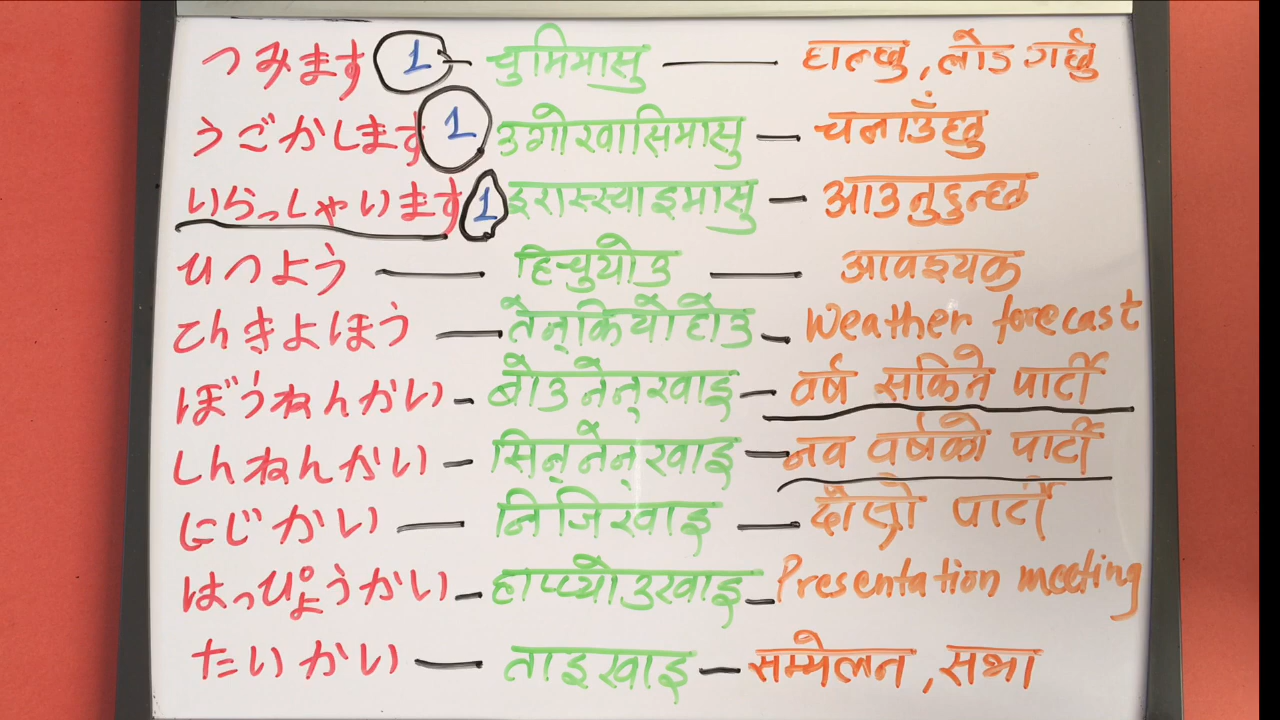 つみます 1 - चुमिमासु — हाल्छु, लोड गर्छु
うごかします 1 उगोखासिमासु — चलाउँछु
いらっしゃいます 1 इरास्स्याइमासु — आउनुहुन्छ
ひつよう — हिचुयोउ — आवश्यक
てんきよほう — तेन्कियोहोउ - Weather forecast
ぼうねんかい - बोउनेन्खाइ - वर्ष सकिने पार्टी
しんねんかい - सिन्नेन्खाइ - नव वर्षको पार्टी
にじかい — निजिखाइ — दोस्रो पार्टी
はっぴょうかい - हाप्प्योउखाइ - Presentation meeting
たいかい — ताइखाइ - सम्मेलन, सभा